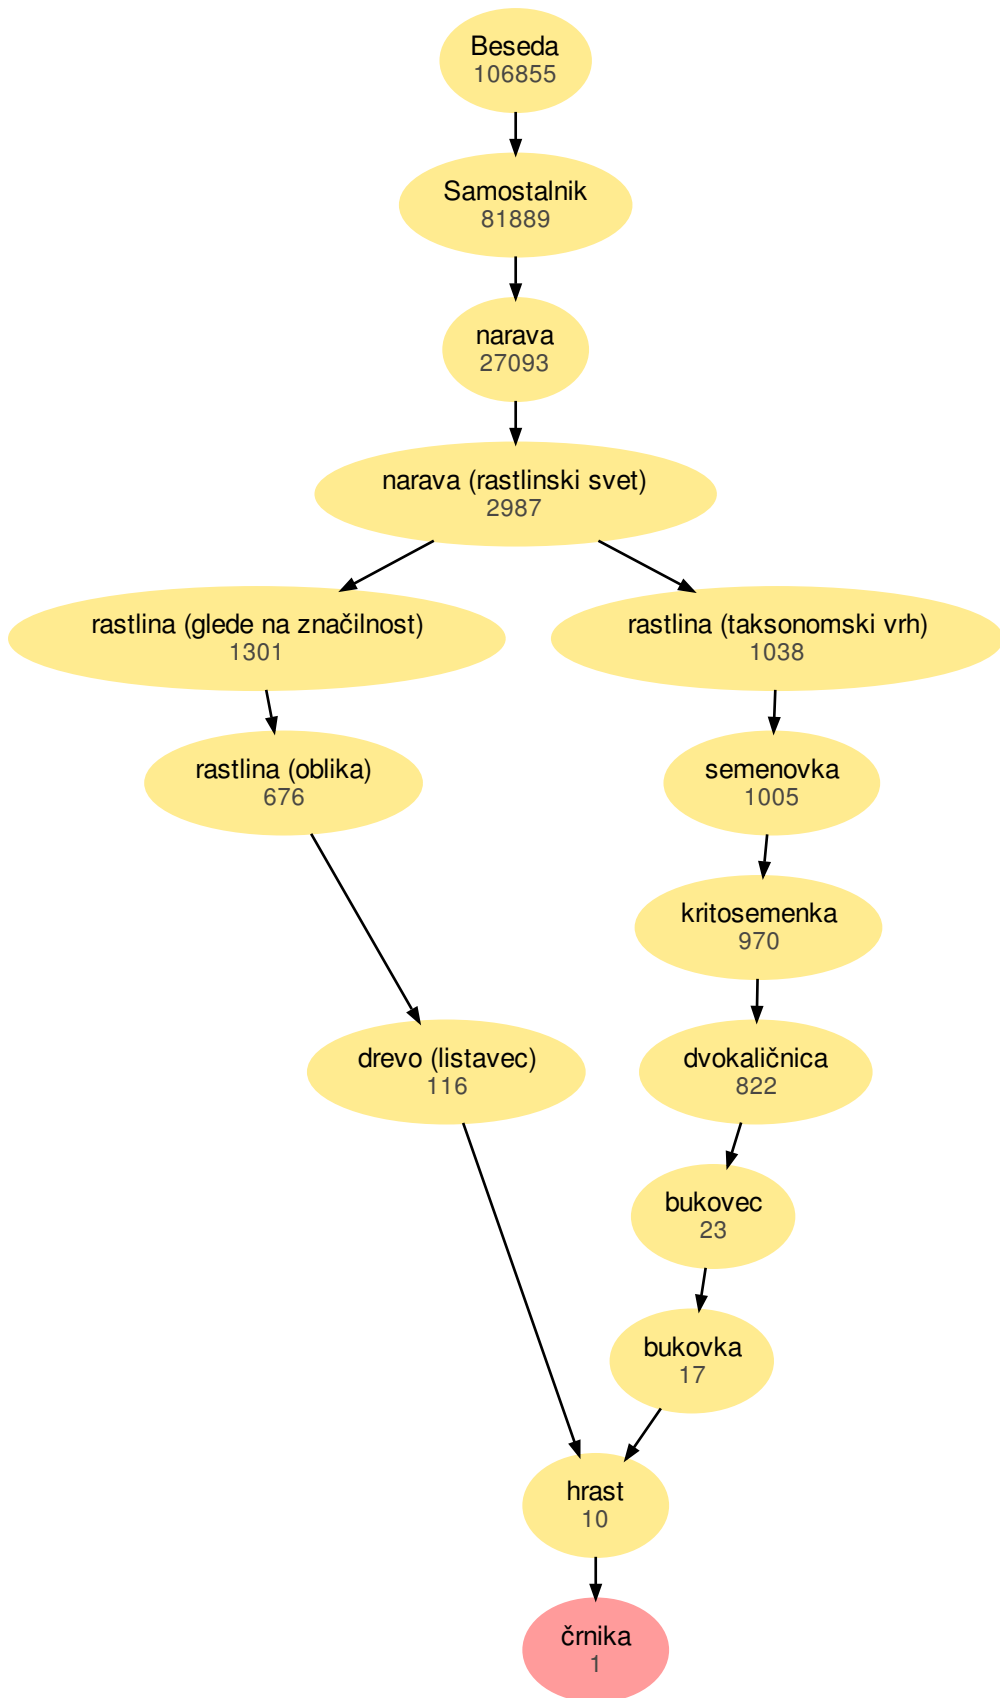 Beseda
106855
Samostalnik
81889
narava
27093
narava (rastlinski svet)
2987
rastlina (glede na značilnost)
1301
rastlina (taksonomski vrh)
1038
rastlina (oblika)
676
semenovka
1005
kritosemenka
970
drevo (listavec)
116
dvokaličnica
822
bukovec
23
bukovka
17
hrast
10
črnika
1